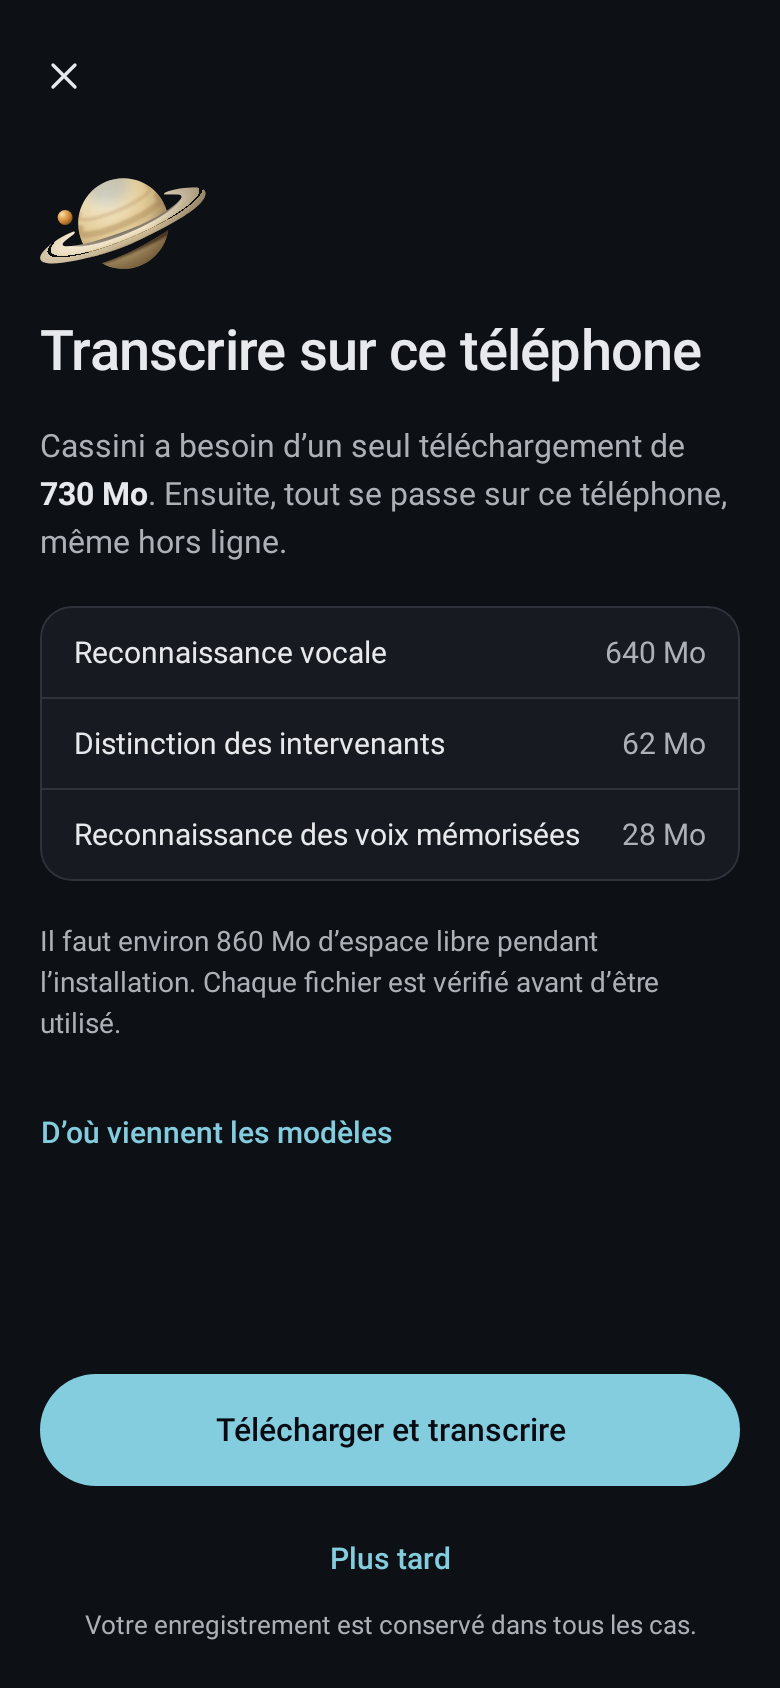 Transcrire sur ce téléphone
Cassini a besoin d’un seul téléchargement de
730 Mo. Ensuite, tout se passe sur ce téléphone,
même hors ligne.
Reconnaissance vocale 640 Mo
Distinction des intervenants 62 Mo
Reconnaissance des voix mémorisées 28 Mo
Il faut environ 860 Mo d’espace libre pendant
l’installation. Chaque fichier est vérifié avant d’être
utilisé.
D’où viennent les modèles
Télécharger et transcrire
Plus tard
Votre enregistrement est conservé dans tous les cas.